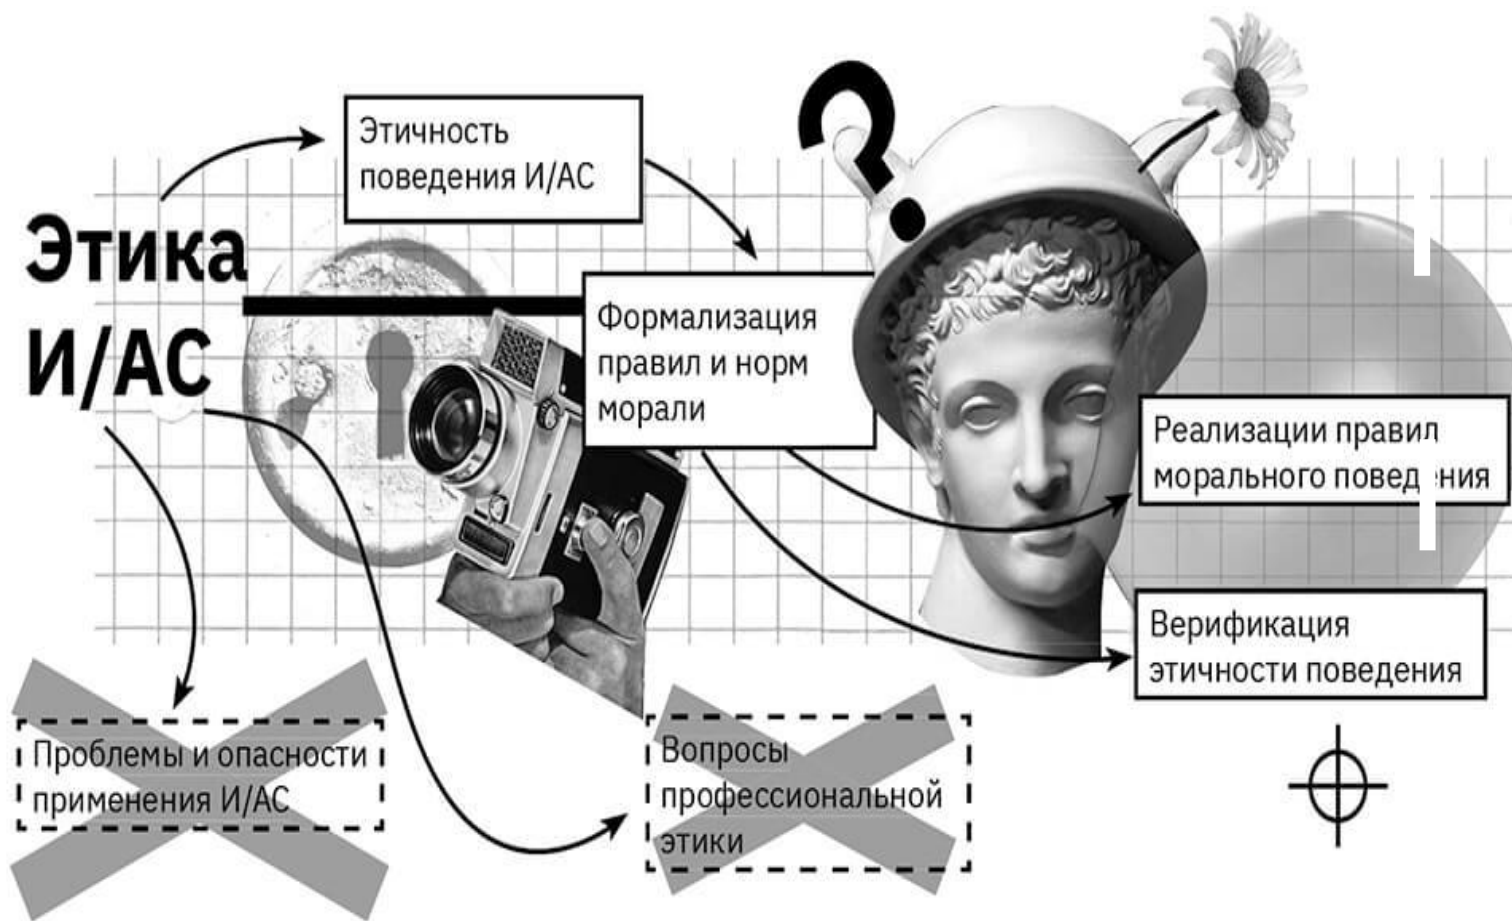 Этика
И/АС
Этичность
поведения И/АС
Формализация
правил и норм
морали
Реализации правил
морального поведения
Верификация
этичности поведения
Проблемы и опасности
применения И/АС
Вопросы
профессиональной
этики